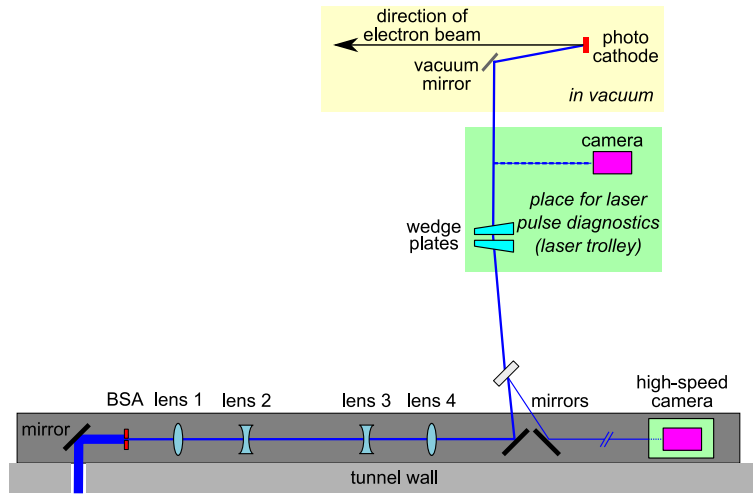 direction of
electron beam
photo
cathode
vacuum
mirror
in vacuum
camera
place for laser
pulse diagnostics
(laser trolley)
wedge
plates
high-speed
camera
BSA
lens 1
lens 2
lens 3
lens 4
mirrors
mirror
tunnel wall